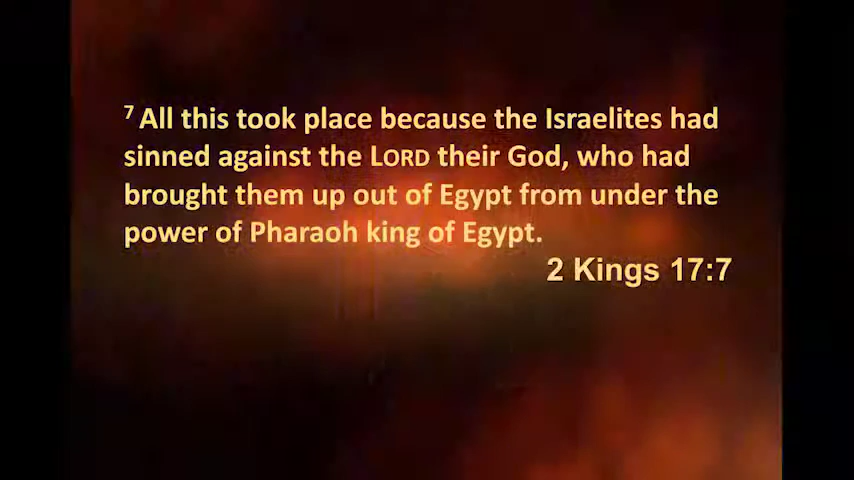 7 All this took place because the Israelites had
sinned against the LORD their God, who had
brought them up out of Egypt from under the
power of Pharaoh king of Egypt.
2 Kings 17:7